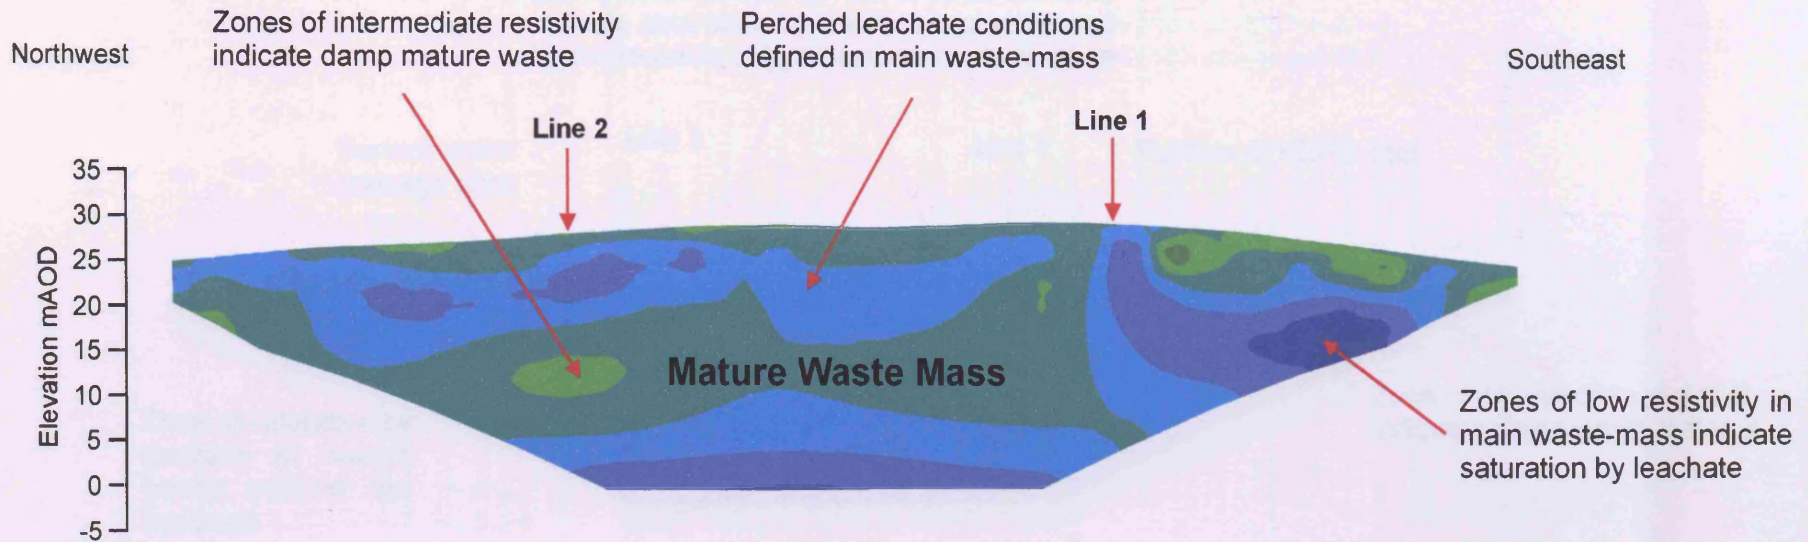 Zones of intermediate resistivity
indicate damp mature waste
Perched leachate conditions
defined in main waste-mass
Northwest
Southeast
Line 2
Line 1
35
30
25
20
15
10
5
0
-5
Elevation mAOD
Mature Waste Mass
Zones of low resistivity in
main waste-mass indicate
saturation by leachate